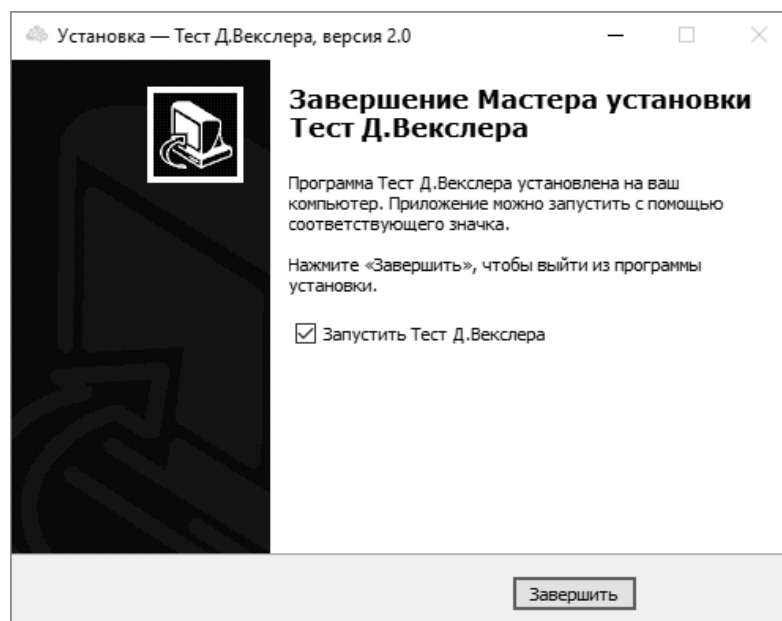 Установка — Тест Д.Векслера, версия 2.0
Завершение Мастера установки
Тест Д.Векслера
Программа Тест Д.Векслера установлена на ваш
компьютер. Приложение можно запустить с помощью
соответствующего значка.
Нажмите «Завершить», чтобы выйти из программы
установки.
Запустить Тест Д.Векслера
Завершить